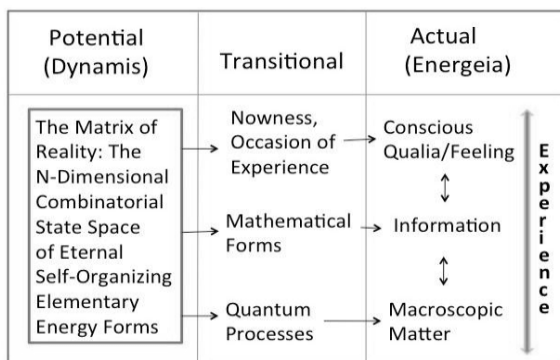 Potential
(Dynamis)
Transitional
Actual
(Energeia)
The Matrix of
Reality: The
N-Dimensional
Combinatorial
State Space
of Eternal
Self-Organizing
Elementary
Energy Forms
Nowness,
Occasion of
Experience
Mathematical
Forms
Quantum
Processes
Conscious
Qualia/Feeling
Information
Macroscopic
Matter
Experience